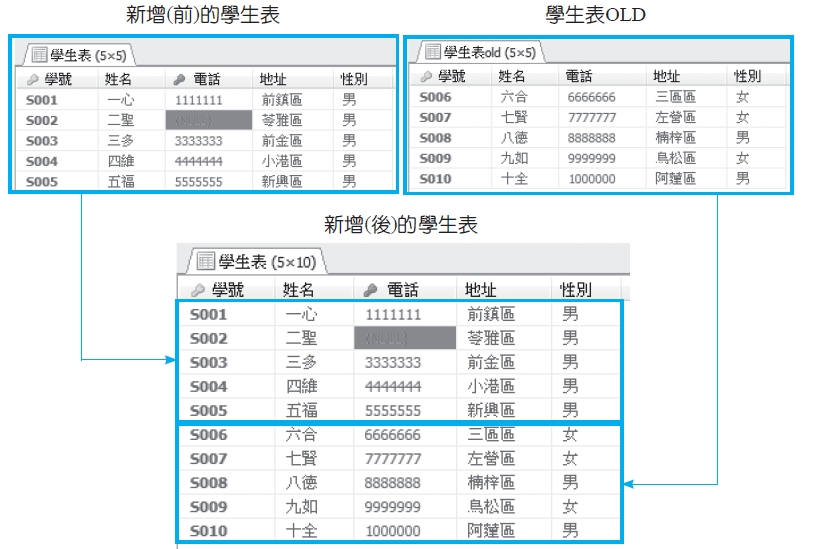 新增(前)的學生表
學生表OLD
學生表 (5×5)
學號 姓名 電話 地址 性別
S001 一心 1111111 前鎮區 男
S002 二聖 (NULL) 苓雅區 男
S003 三多 3333333 前金區 男
S004 四維 4444444 小港區 男
S005 五福 5555555 新興區 男
學生表old (5×5)
學號 姓名 電話 地址 性別
S006 六合 6666666 三區區 女
S007 七賢 7777777 左營區 女
S008 八德 8888888 楠梓區 男
S009 九如 9999999 鳥松區 女
S010 十全 1000000 阿蓮區 男
新增(後)的學生表
學生表 (5×10)
學號 姓名 電話 地址 性別
S001 一心 1111111 前鎮區 男
S002 二聖 (NULL) 苓雅區 男
S003 三多 3333333 前金區 男
S004 四維 4444444 小港區 男
S005 五福 5555555 新興區 男
S006 六合 6666666 三區區 女
S007 七賢 7777777 左營區 女
S008 八德 8888888 楠梓區 男
S009 九如 9999999 鳥松區 女
S010 十全 1000000 阿蓮區 男